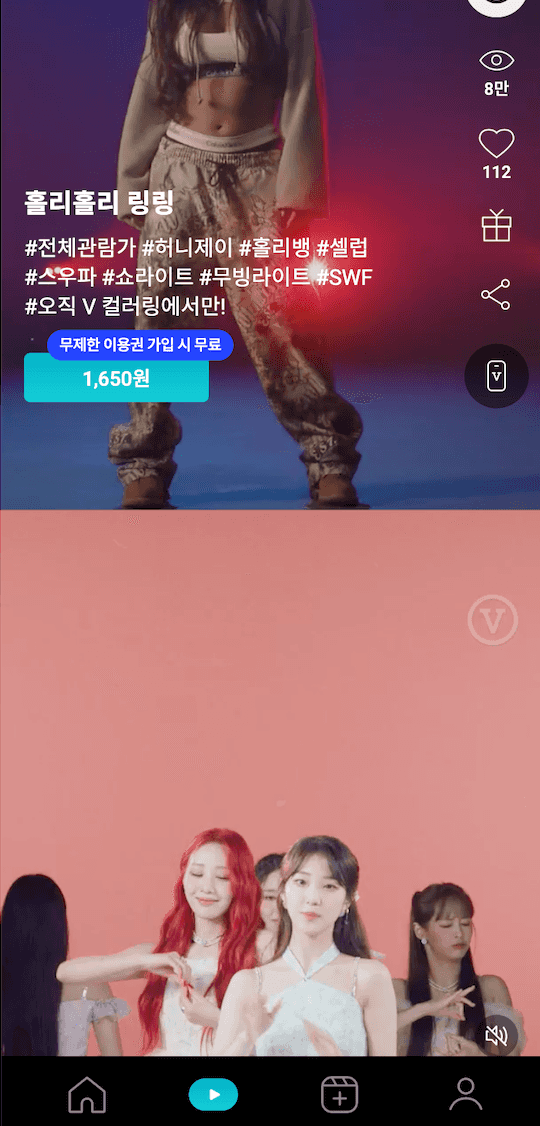 8만
112
홀리홀리 링링
#전체관람가 #허니제이 #홀리뱅 #셀럽
#스우파 #쇼라이트 #무빙라이트 #SWF
#오직 V 컬러링에서만!
무제한 이용권 가입 시 무료
1,650원
V
V